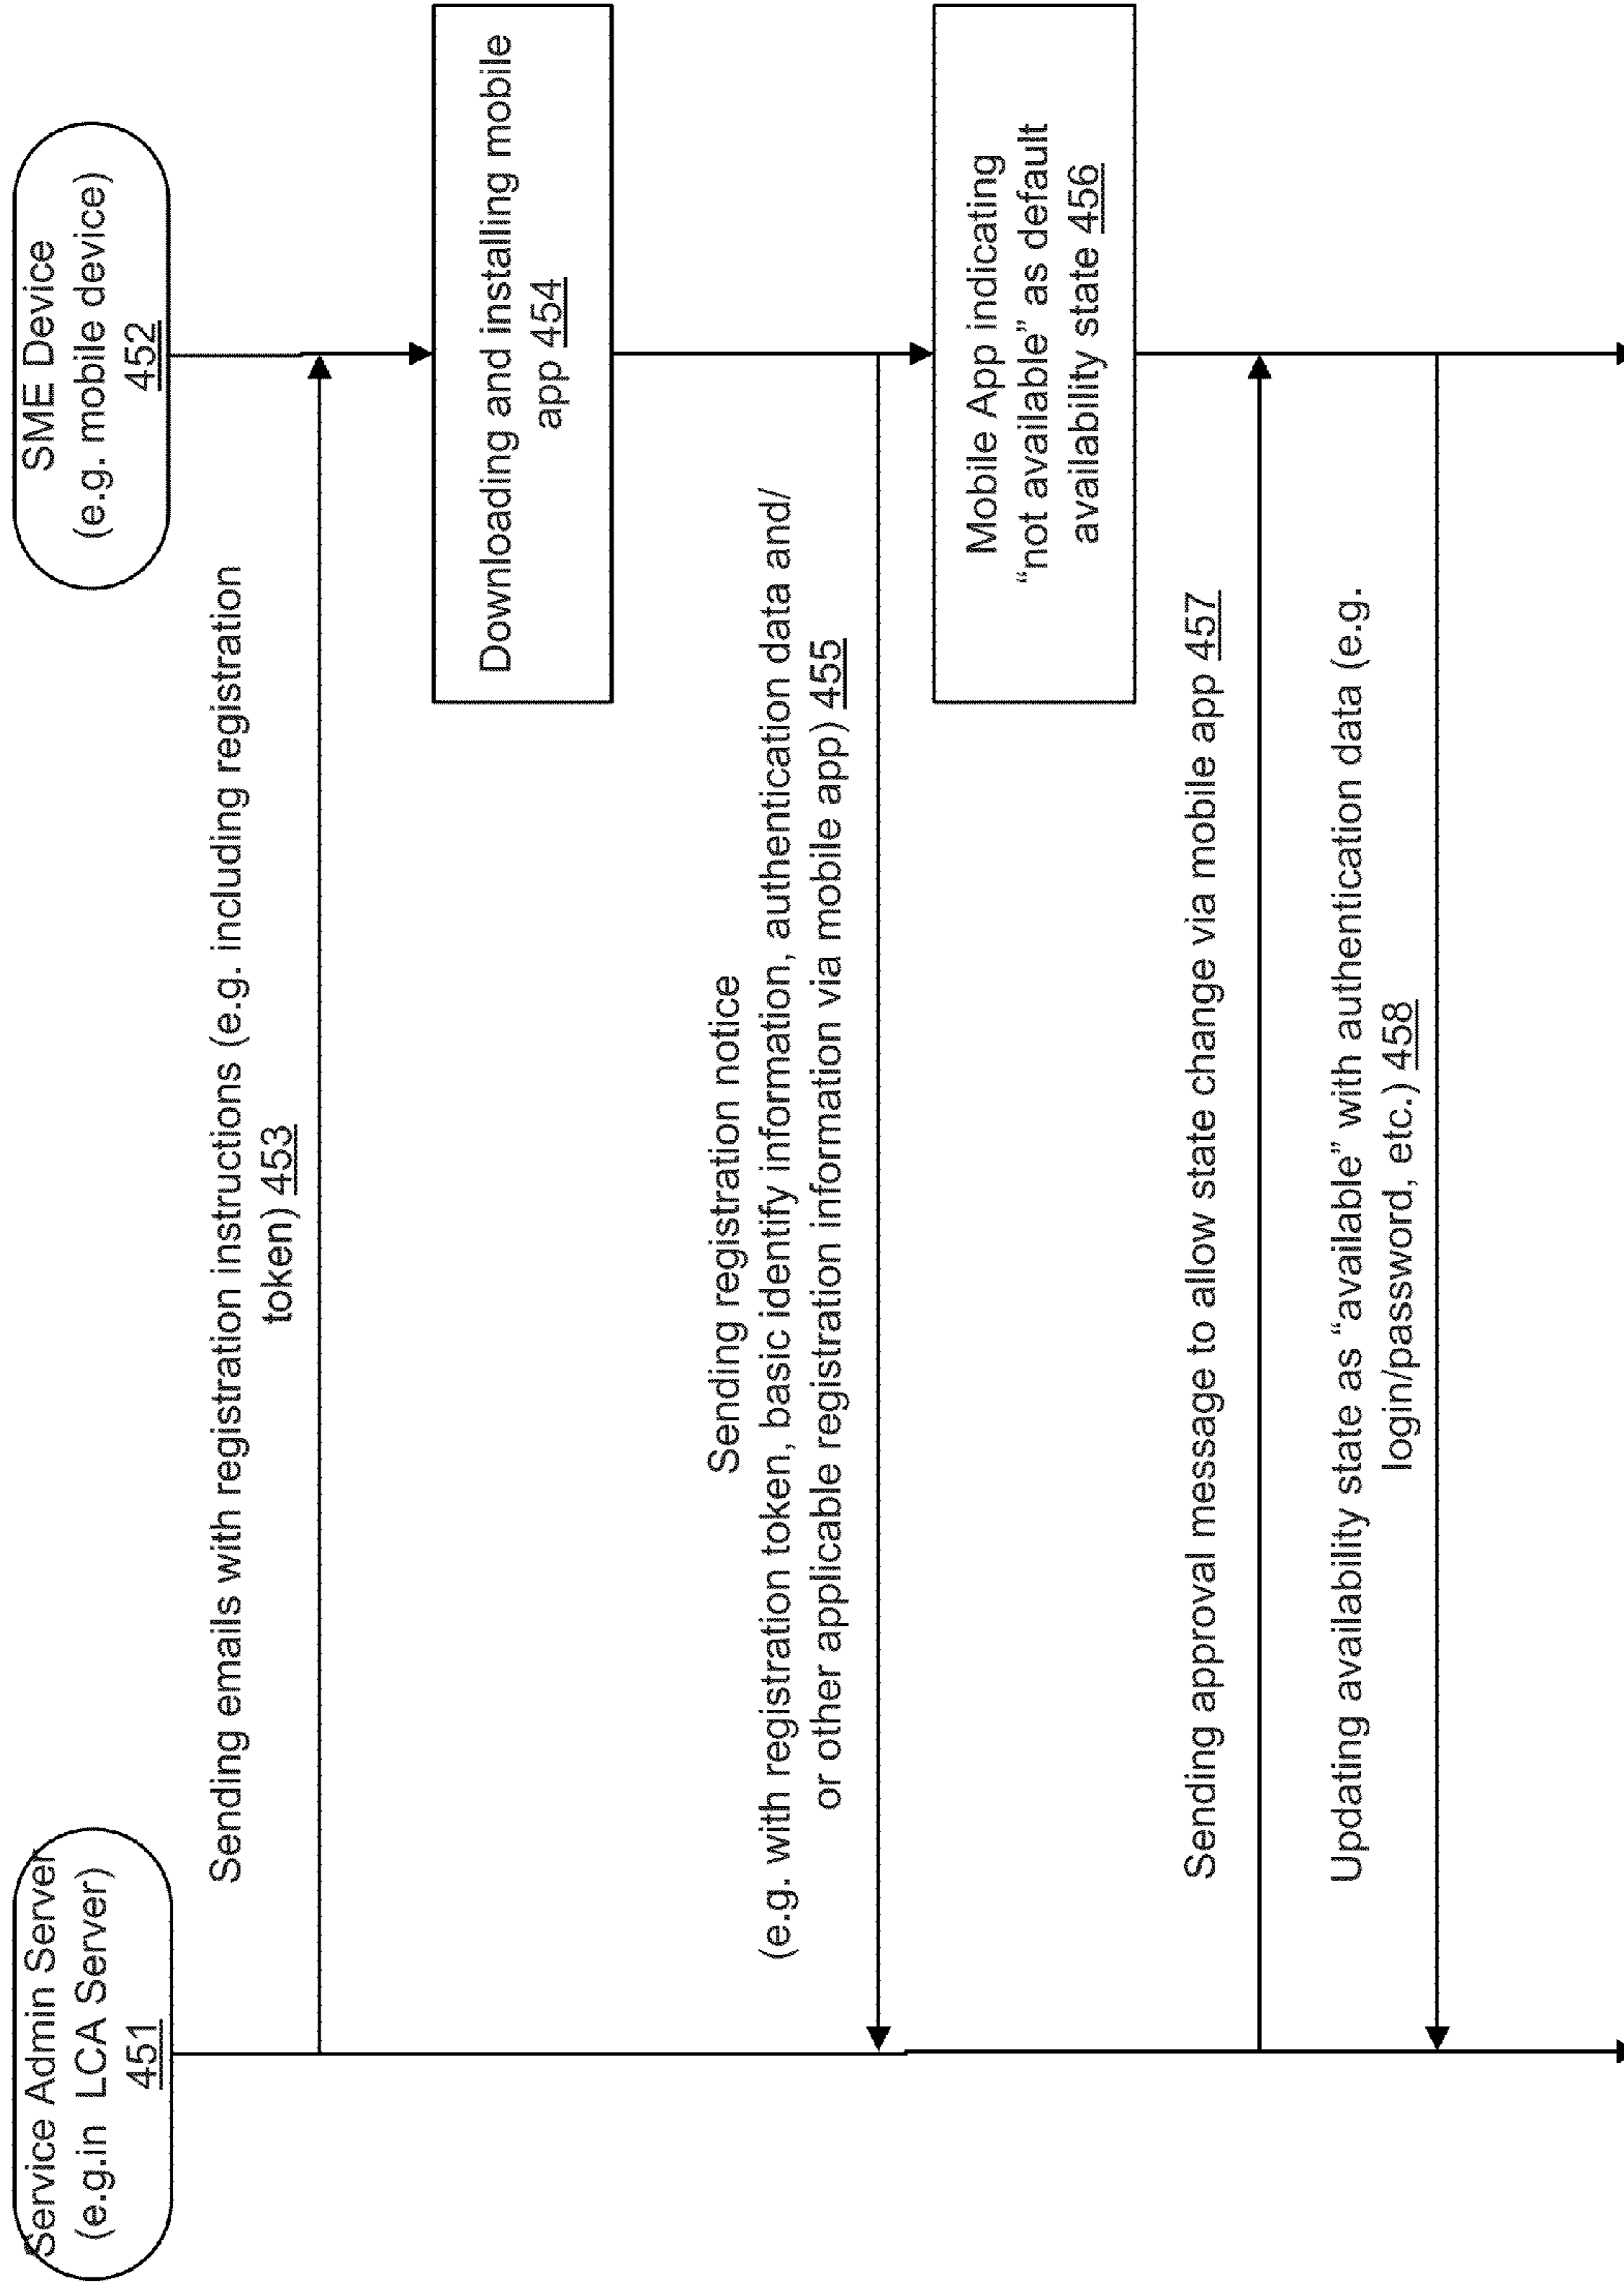 Service Admin Server
(e.g.in LCA Server)
451
SME Device
(e.g. mobile device)
452
Sending emails with registration instructions (e.g. including registration
token) 453
Downloading and installing mobile
app 454
Sending registration notice
(e.g. with registration token, basic identify information, authentication data and/
or other applicable registration information via mobile app) 455
Mobile App indicating
“not available” as default
availability state 456
Sending approval message to allow state change via mobile app 457
Updating availability state as “available” with authentication data (e.g.
login/password, etc.) 458